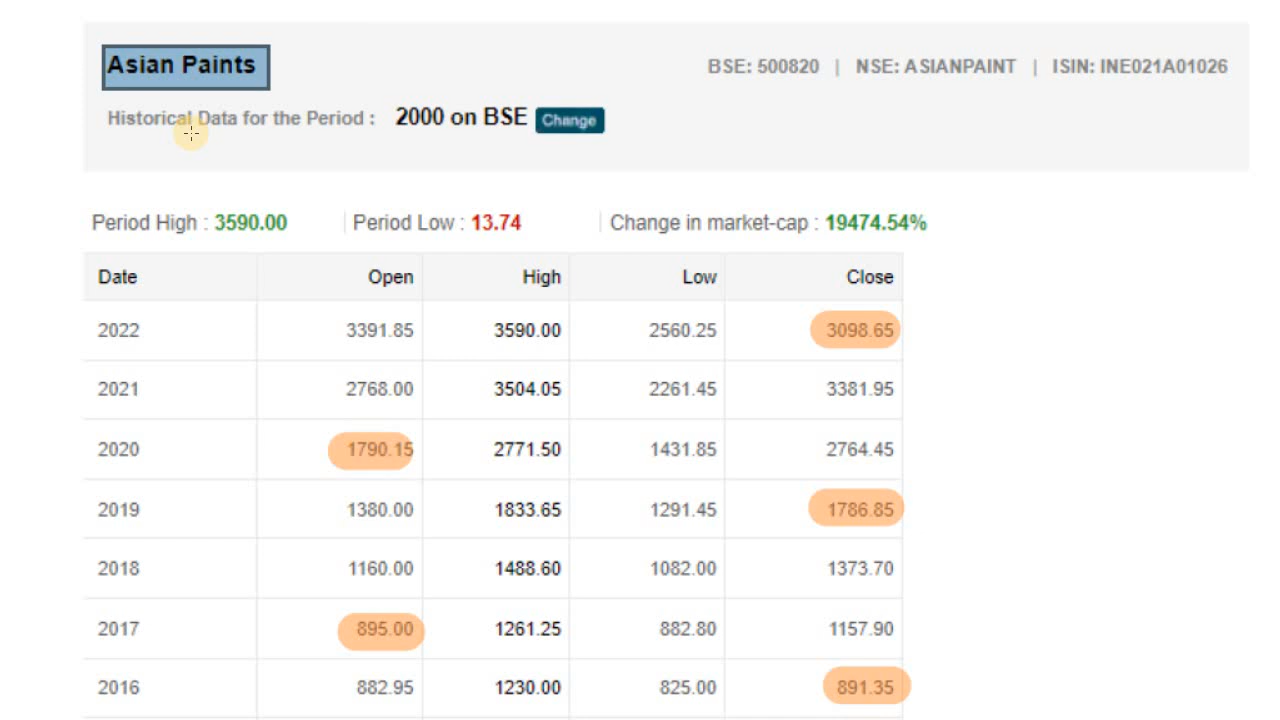 Asian Paints
BSE: 500820 | NSE: ASIANPAINT | ISIN: INE021A01026
Historical Data for the Period : 2000 on BSE Change
Period High : 3590.00 | Period Low : 13.74 | Change in market-cap : 19474.54%
Date Open High Low Close
2022 3391.85 3590.00 2560.25 3098.65
2021 2768.00 3504.05 2261.45 3381.95
2020 1790.15 2771.50 1431.85 2764.45
2019 1380.00 1833.65 1291.45 1786.85
2018 1160.00 1488.60 1082.00 1373.70
2017 895.00 1261.25 882.80 1157.90
2016 882.95 1230.00 825.00 891.35